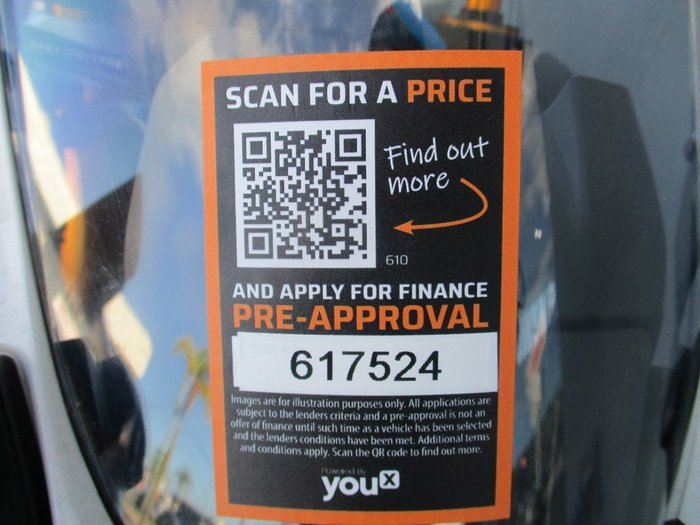 SCAN FOR A PRICE
Find out
more
610
AND APPLY FOR FINANCE
PRE-APPROVAL
617524
Images are for illustration purposes only. All applications are
subject to the lenders criteria and a pre-approval is not an
offer of finance until such time as a vehicle has been selected
and the lenders conditions have been met. Additional terms
and conditions apply. Scan the QR code to find out more.
Powered By
youX